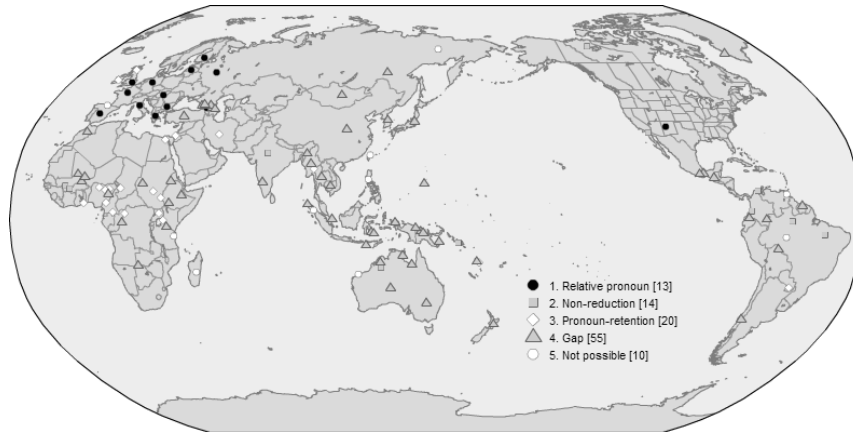 1. Relative pronoun [13]
2. Non-reduction [14]
3. Pronoun-retention [20]
4. Gap [55]
5. Not possible [10]